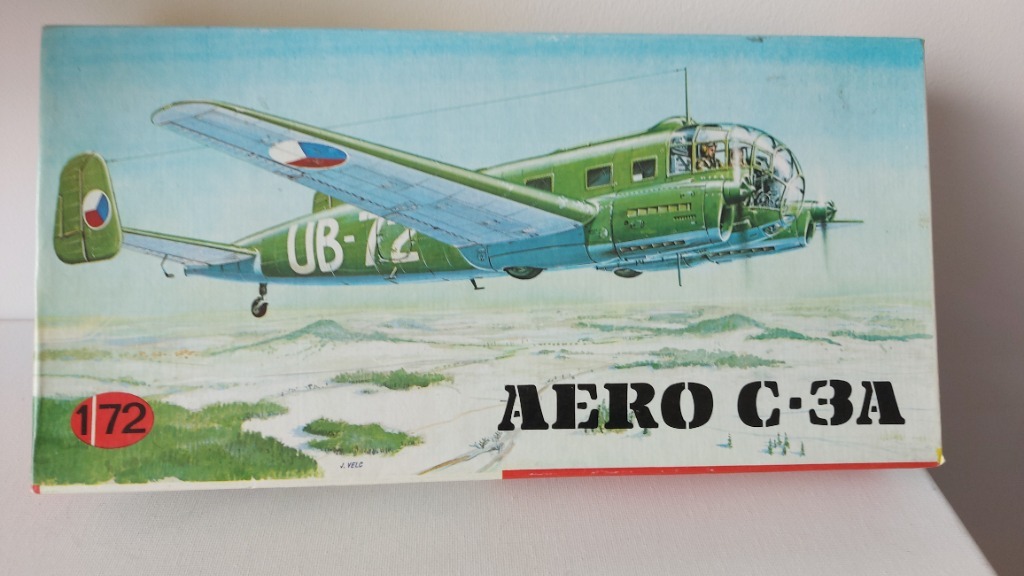 UB-72
1/72
AERO C-3A
J. VELC